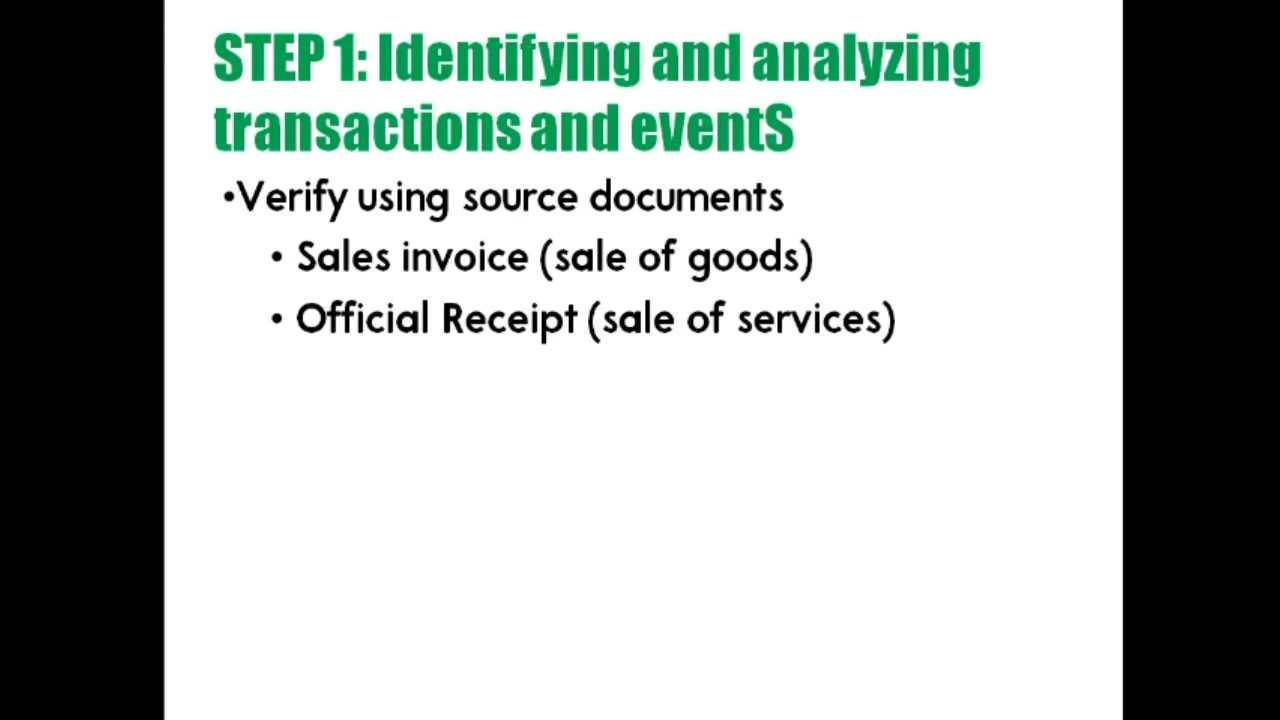 STEP 1: Identifying and analyzing
transactions and eventS
•Verify using source documents
• Sales invoice (sale of goods)
• Official Receipt (sale of services)